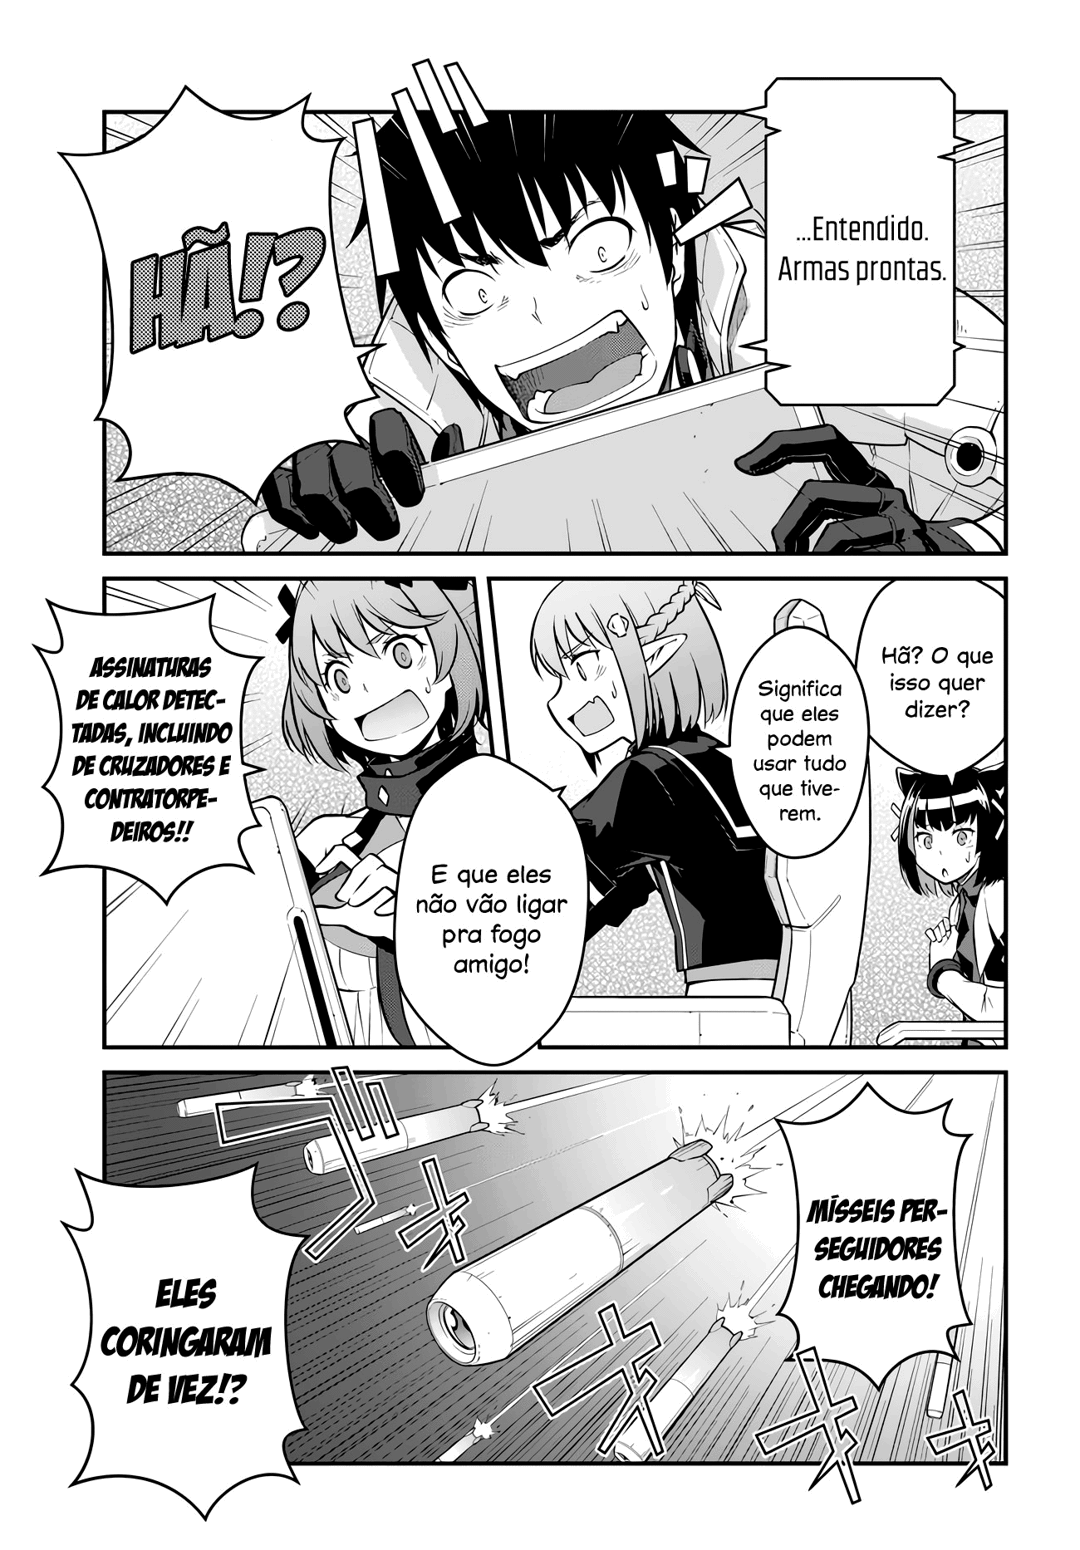 ...Entendido.
Armas prontas.
HÃ!?
Hã? O que
isso quer
dizer?
Significa
que eles
podem
usar tudo
que tive-
rem.
E que eles
não vão ligar
pra fogo
amigo!
ASSINATURAS
DE CALOR DETEC-
TADAS, INCLUINDO
DE CRUZADORES E
CONTRATORPE-
DEIROS!!
MÍSSEIS PER-
SEGUIDORES
CHEGANDO!
ELES
CORINGARAM
DE VEZ!?